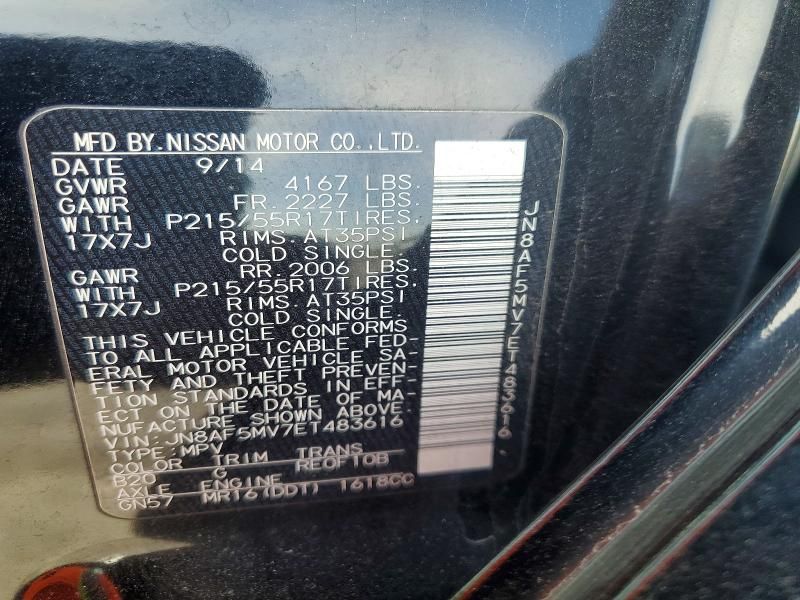 MFD BY.NISSAN MOTOR CO.,LTD.
DATE 9/14
GVWR 4167 LBS.
GAWR FR. 2227 LBS.
WITH P215/55R17TIRES.
17X7J RIMS. AT35PSI
COLD SINGLE.
GAWR RR. 2006 LBS.
WITH P215/55R17TIRES.
17X7J RIMS. AT35PSI
COLD SINGLE.
THIS VEHICLE CONFORMS
TO ALL APPLICABLE FED-
ERAL MOTOR VEHICLE SA-
FETY AND THEFT PREVEN-
TION STANDARDS IN EFF-
ECT ON THE DATE OF MA-
NUFACTURE SHOWN ABOVE.
VIN:JN8AF5MV7ET483616
TYPE:MPV
COLOR TRIM TRANS
B20 G RE0F10B
AXLE ENGINE
GN57 MR16(DDT) 1618CC
JN8AF5MV7ET483616